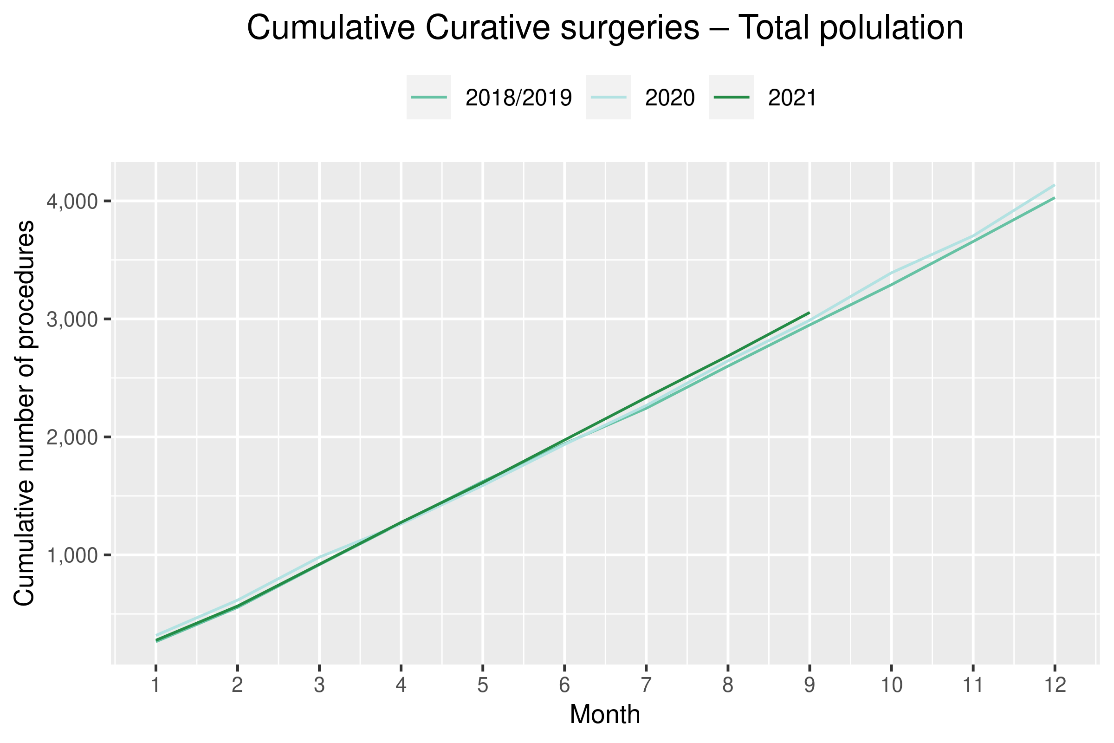 Cumulative Curative surgeries – Total polulation
2018/2019 2020 2021
Cumulative number of procedures
4,000
3,000
2,000
1,000
1 2 3 4 5 6 7 8 9 10 11 12
Month